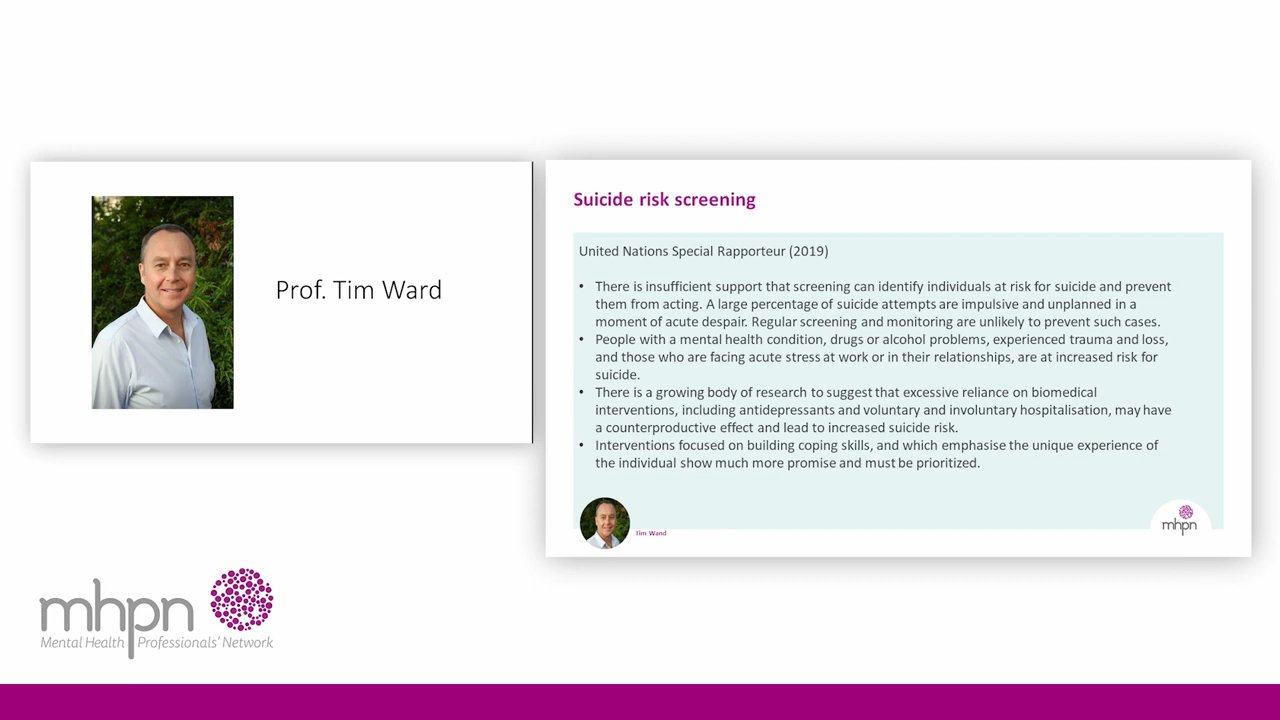 Prof. Tim Ward
Suicide risk screening
United Nations Special Rapporteur (2019)
• There is insufficient support that screening can identify individuals at risk for suicide and prevent
them from acting. A large percentage of suicide attempts are impulsive and unplanned in a
moment of acute despair. Regular screening and monitoring are unlikely to prevent such cases.
• People with a mental health condition, drugs or alcohol problems, experienced trauma and loss,
and those who are facing acute stress at work or in their relationships, are at increased risk for
suicide.
• There is a growing body of research to suggest that excessive reliance on biomedical
interventions, including antidepressants and voluntary and involuntary hospitalisation, may have
a counterproductive effect and lead to increased suicide risk.
• Interventions focused on building coping skills, and which emphasise the unique experience of
the individual show much more promise and must be prioritized.
Tim Wand
mhpn
mhpn
Mental Health Professionals' Network